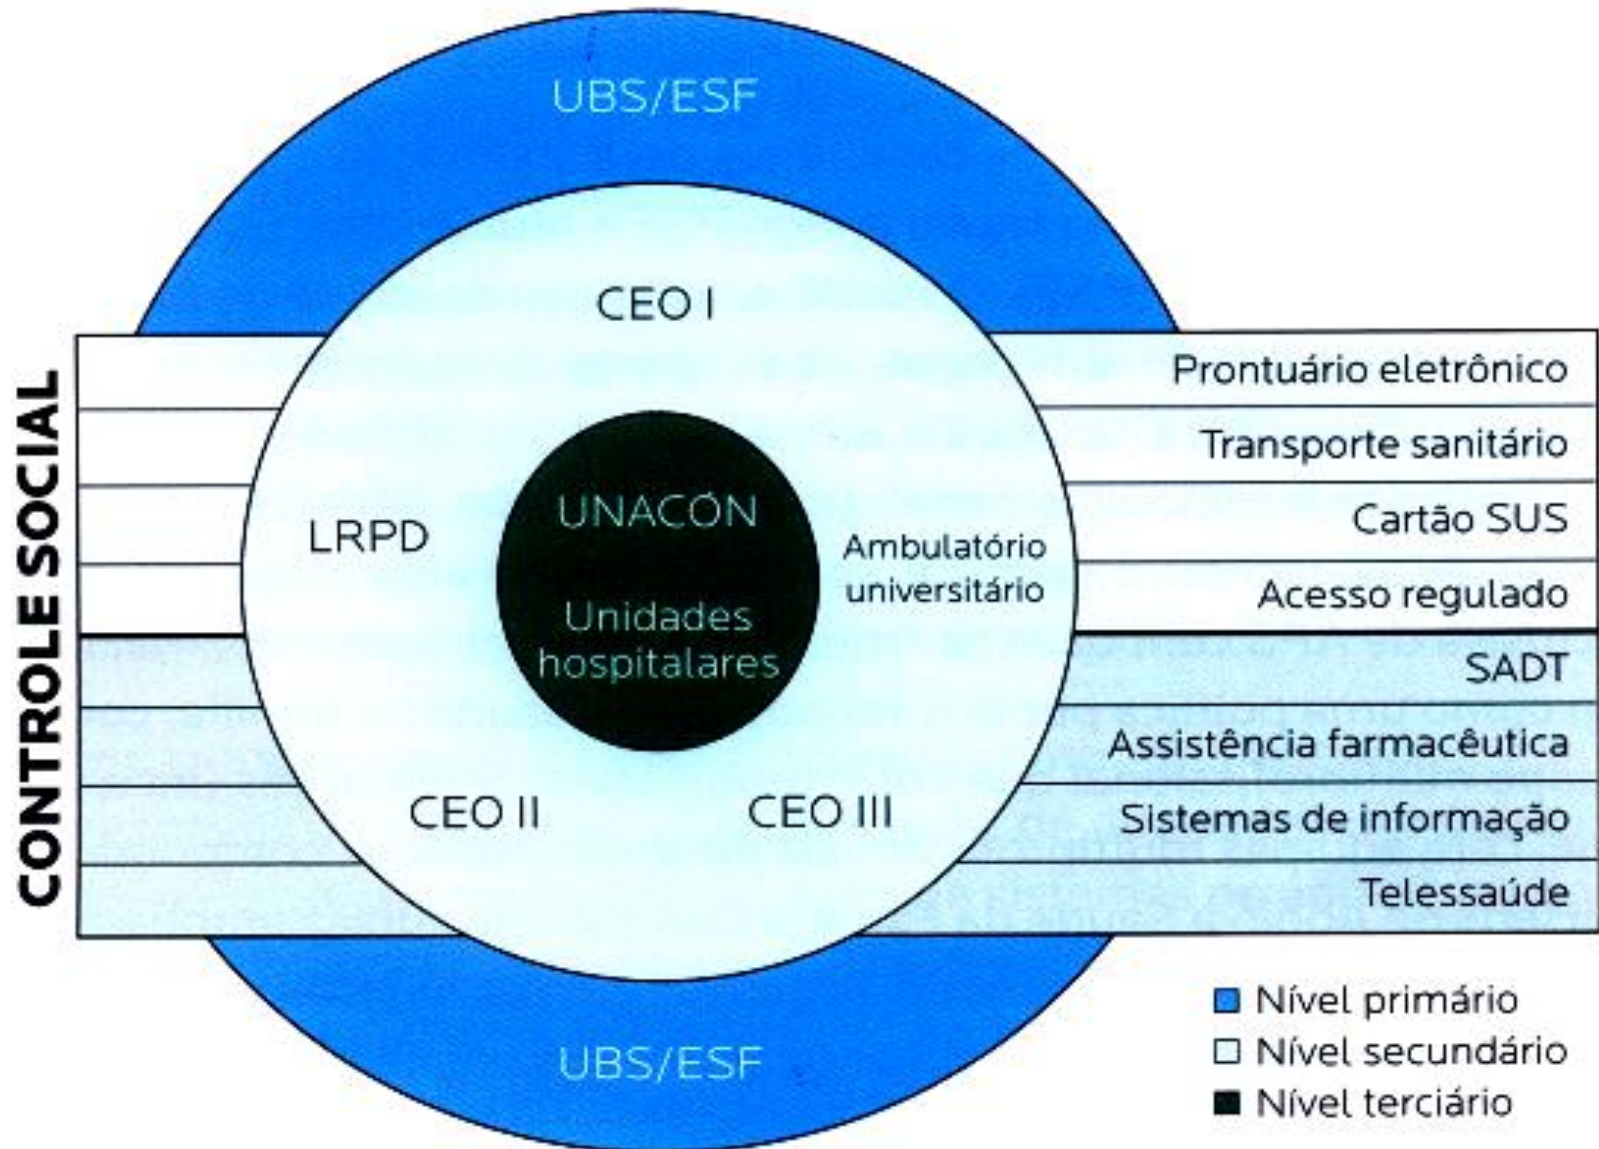 UBS/ESF
CEO I
CONTROLE SOCIAL
LRPD
UNACÓN
Unidades
hospitalares
Ambulatório
universitário
CEO II
CEO III
Prontuário eletrônico
Transporte sanitário
Cartão SUS
Acesso regulado
SADT
Assistência farmacêutica
Sistemas de informação
Telessaúde
UBS/ESF
Nível primário
Nível secundário
Nível terciário